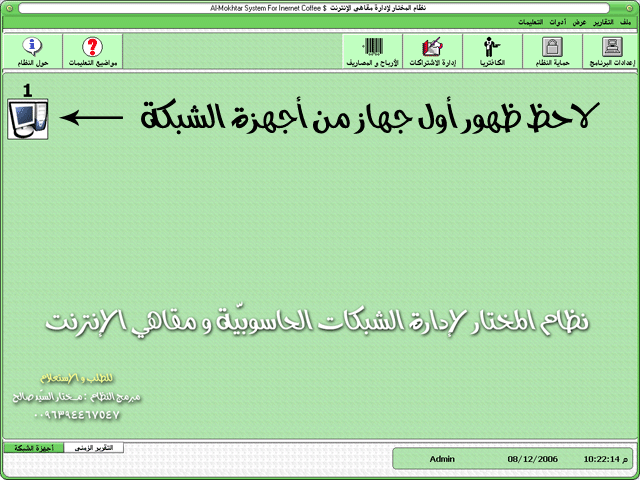 Al-Mokhtar System For Inernet Coffee $ نظام المختار لإدارة مقاهي الإنترنت
ملف التقارير عرض أدوات التعليمات
إعدادات البرنامج
حماية النظام
الكافتريا
إدارة الاشتراكات
الأرباح و المصاريف
مواضيع التعليمات
حول النظام
1
لاحظ ظهور أول جهاز من أجهزة الشبكة
نظام المختار لإدارة الشبكات الحاسوبيّة و مقاهي الإنترنت
للطلب و الإستعلام
مبرمج النظام : مختار السيّد صالح
٠٠٩٦٣٩٤٤٦٧٥٤٧
أجهزة الشبكة
التقرير الزمني
Admin
08/12/2006
10:22:14 م